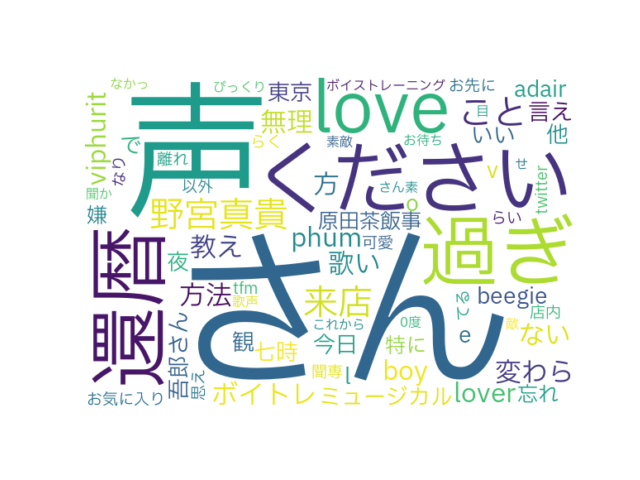 なかっ
びっくり
東京
ボイストレーニング
お先に
adair
viphurit
声
love
こと
言え
無理
素敵
お待ち
目
いい
他
で
らく
離れ
なり
以外
方
ください
さん素
v
せ
twitter
聞か
嫌
野宮真貴
原田茶飯事
o
らい
過ぎ
還暦
教え
phum
可愛
歌い
夜
さん
方法
tfm
歌声
来店
beegie
てる
店内
これから
0度
敵
観
七時
今日
特に
e
ない
吾郎さん
思え
聞専
l
boy
変わら
お気に入り
ボイトレ
ミュージカル
lover
忘れ